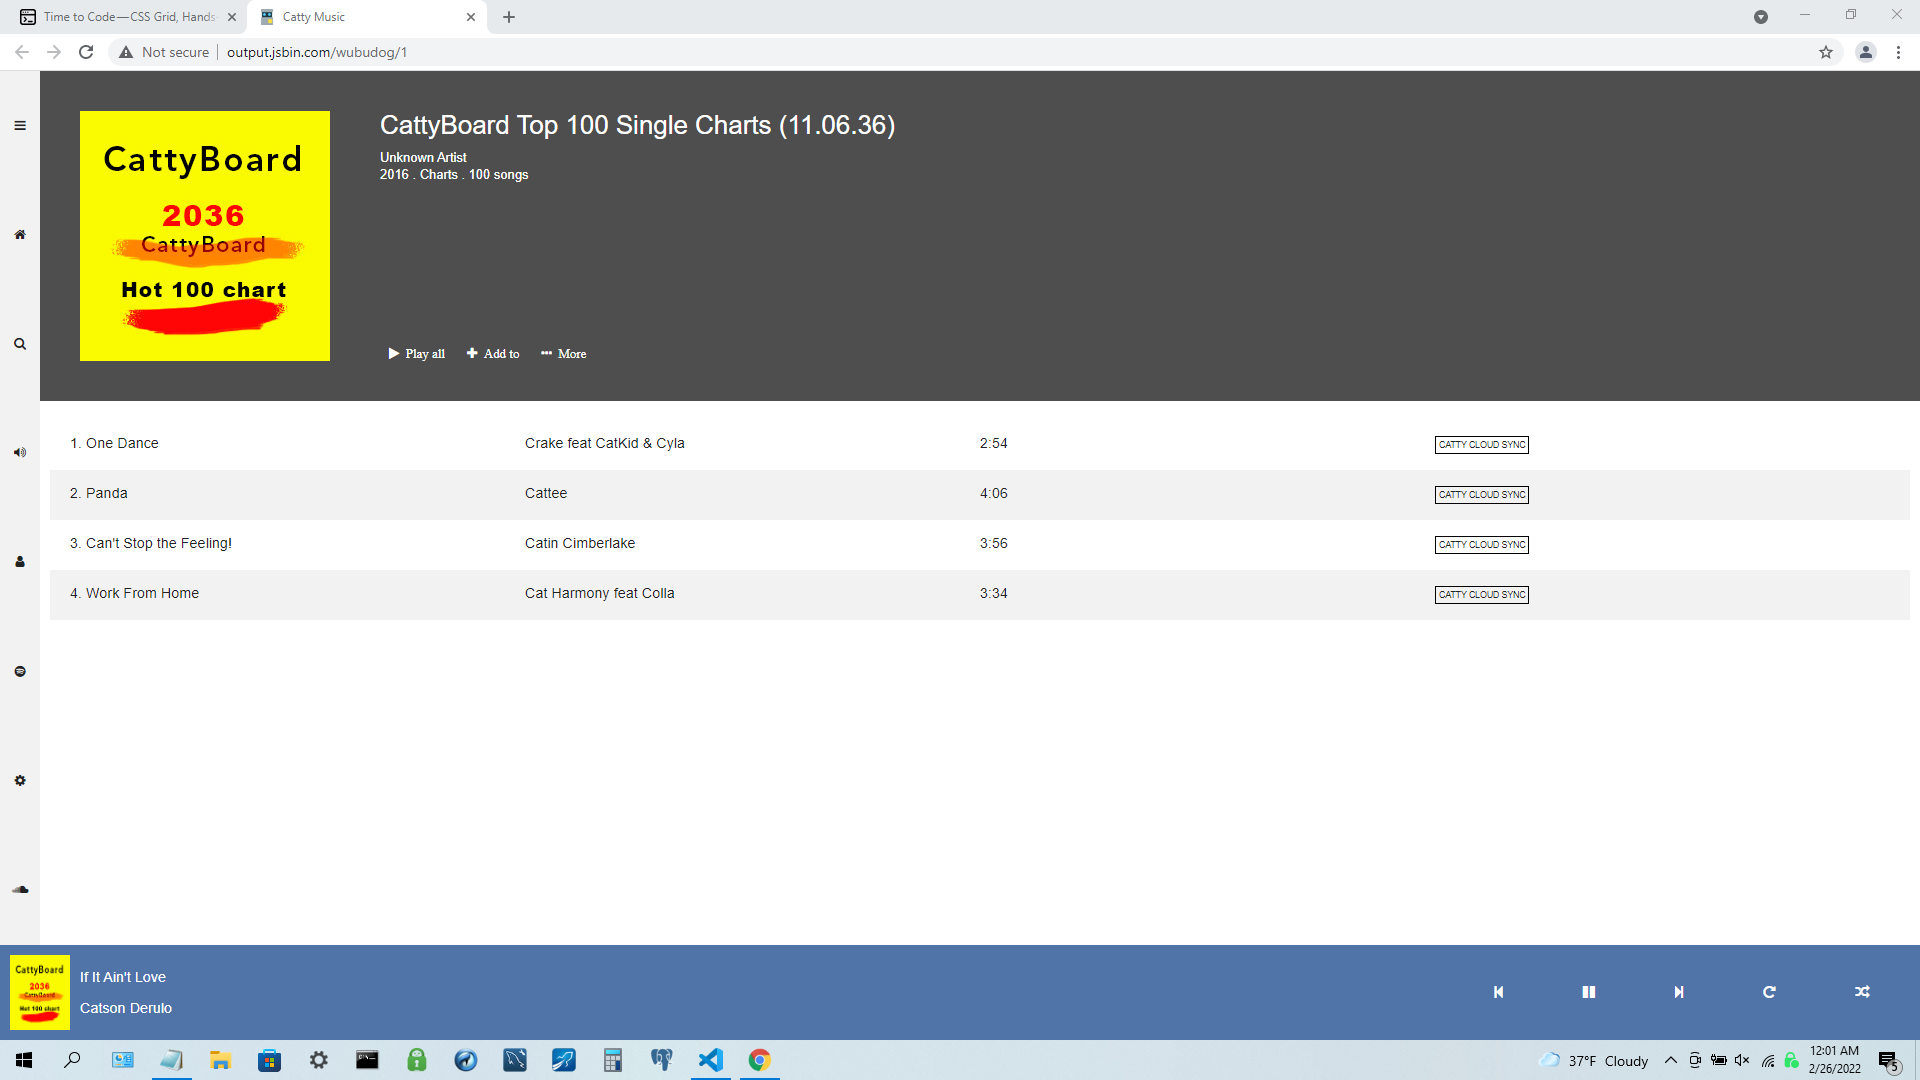 Time to Code — CSS Grid, Hands
Catty Music
Not secure
output.jsbin.com/wubudog/1
CattyBoard
2036
CattyBoard
Hot 100 chart
CattyBoard Top 100 Single Charts (11.06.36)
Unknown Artist
2016 . Charts . 100 songs
Play all
Add to
More
1. One Dance
Crake feat CatKid & Cyla
2:54
CATTY CLOUD SYNC
2. Panda
Cattee
4:06
CATTY CLOUD SYNC
3. Can't Stop the Feeling!
Catin Cimberlake
3:56
CATTY CLOUD SYNC
4. Work From Home
Cat Harmony feat Colla
3:34
CATTY CLOUD SYNC
CattyBoard
2036
CattyBoard
Hot 100 chart
If It Ain't Love
Catson Derulo
37°F Cloudy
12:01 AM
2/26/2022
5